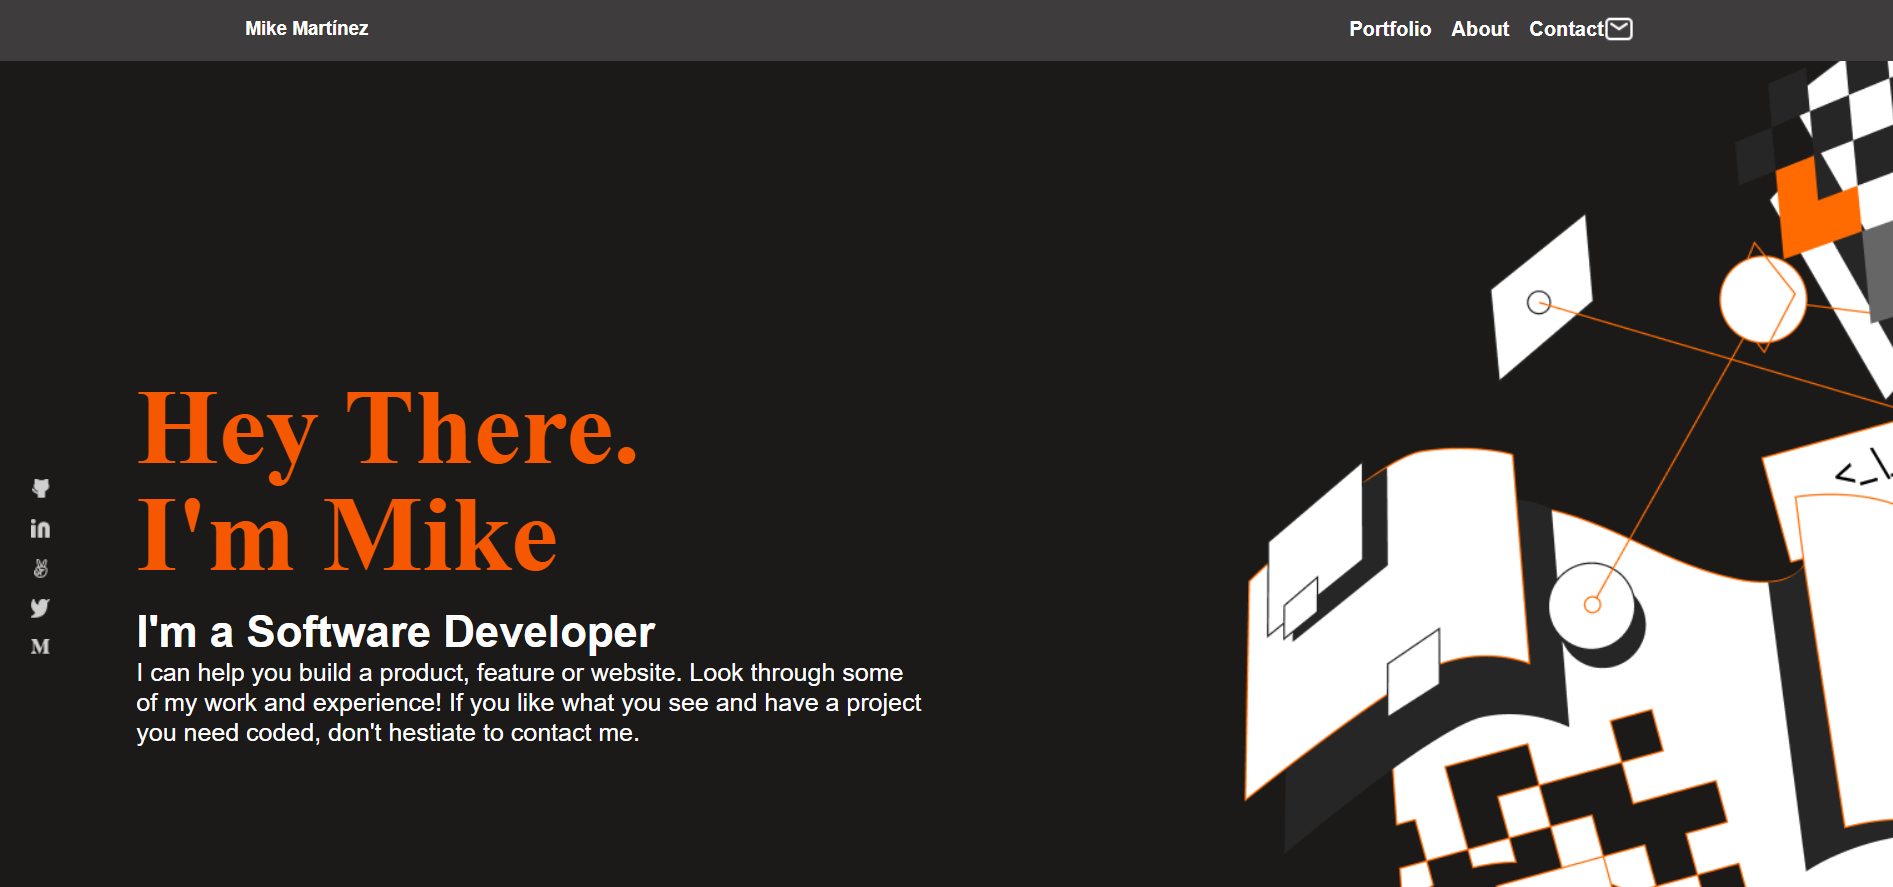 Mike Martínez
Portfolio About Contact
<_\
Hey There.
I'm Mike
in
M
I'm a Software Developer
I can help you build a product, feature or website. Look through some
of my work and experience! If you like what you see and have a project
you need coded, don't hestiate to contact me.